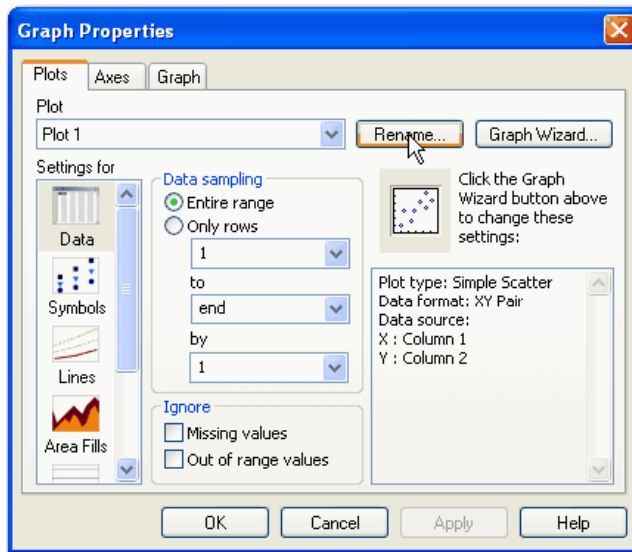 Graph Properties
Plots Axes Graph
Plot
Plot 1 Rename... Graph Wizard...
Settings for
Data
Symbols
Lines
Area Fills
Data sampling
Entire range
Only rows
1
to
end
by
1
Ignore
Missing values
Out of range values
Click the Graph
Wizard button above
to change these
settings:
Plot type: Simple Scatter
Data format: XY Pair
Data source:
X : Column 1
Y : Column 2
OK Cancel Apply Help